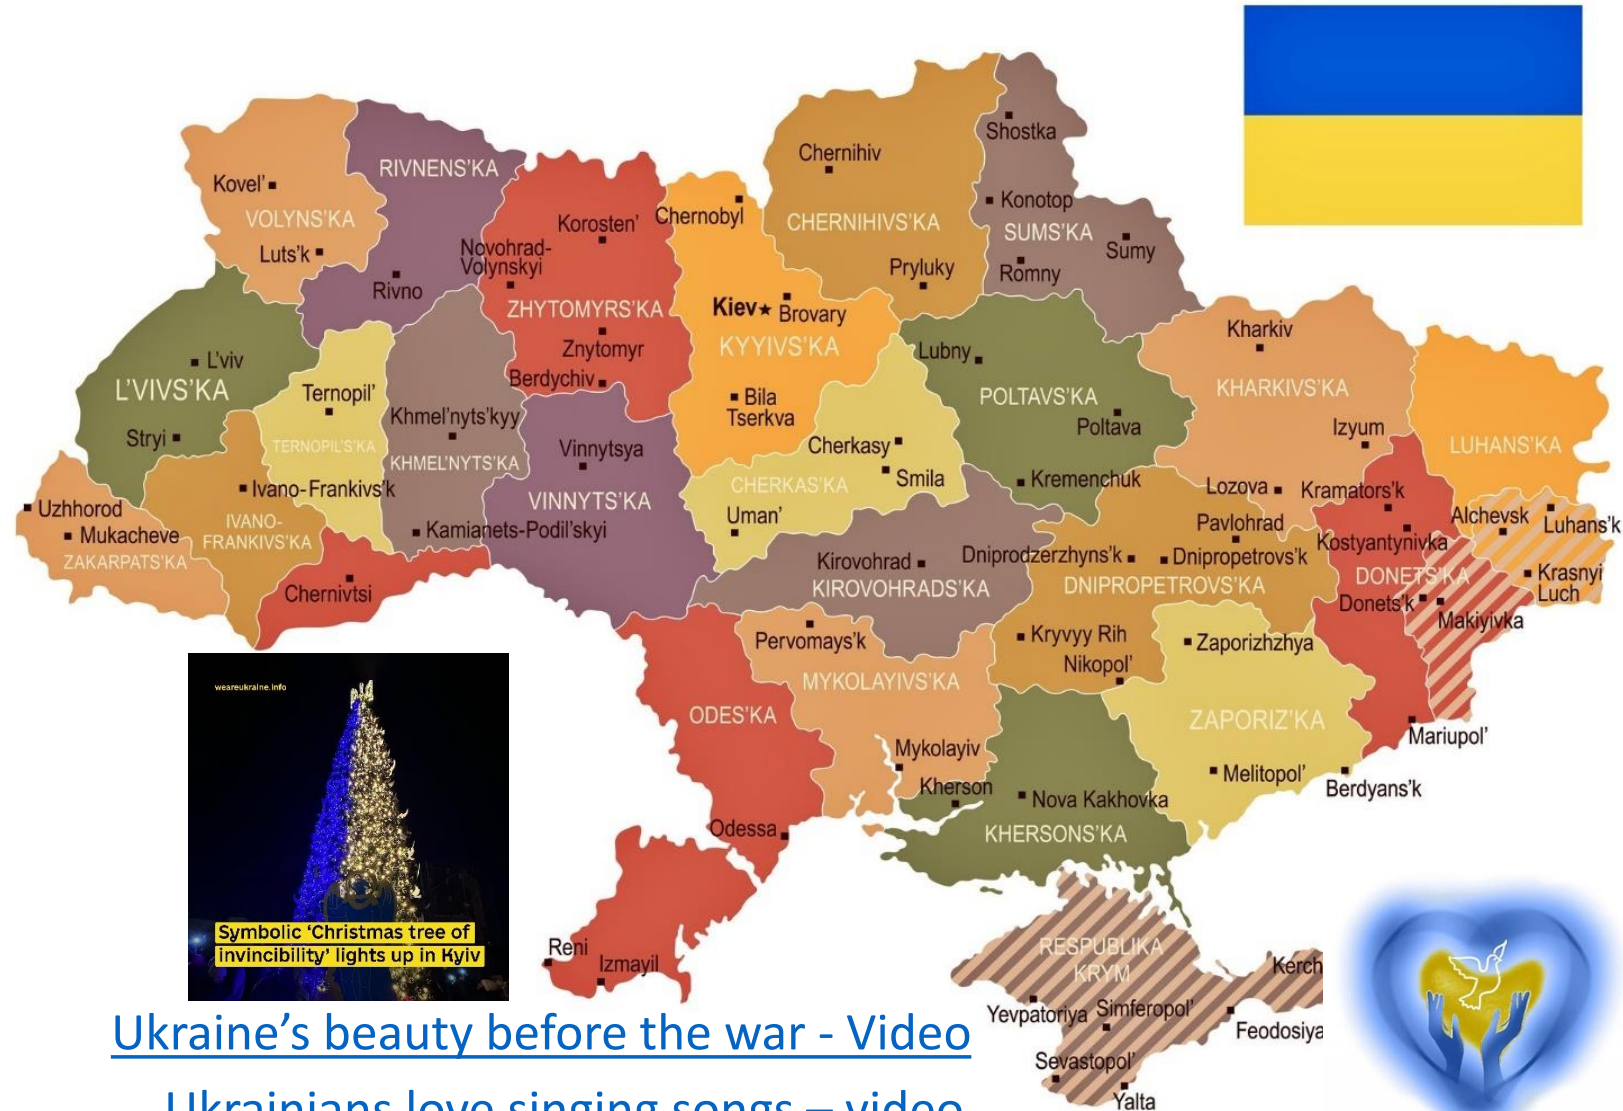 Shostka
Chernihiv
RIVNENS'KA
Kovel'
Konotop
Chernobyl
VOLYNS'KA
Korosten'
CHERNIHIVS'KA
SUMS'KA
Sumy
Luts'k
Novohrad-
Volynskyi
Pryluky
Romny
Rivno
ZHYTOMYRS'KA
Kiev
Brovary
Kharkiv
Znytomyr
KYYIVS'KA
Lubny
L'viv
Berdychiv
L'VIVS'KA
Ternopil'
POLTAVS'KA
KHARKIVS'KA
Bila
Tserkva
Khmel'nyts'kyy
Poltava
Izyum
Stryi
TERNOPIL'S'KA
Vinnytsya
Cherkasy
LUHANS'KA
KHMEL'NYTS'KA
Smila
Kremenchuk
CHERKAS'KA
Ivano-Frankivs'k
Lozova
Kramators'k
VINNYTS'KA
Uzhhorod
Uman'
Pavlohrad
Alchevsk
Luhans'k
IVANO-
FRANKIVS'KA
Mukacheve
Kamianets-Podil'skyi
Kostyantynivka
ZAKARPATS'KA
Kirovohrad
Dniprodzerzhyns'k
Dnipropetrovs'k
DONETS'KA
Krasnyi
Luch
KIROVOHRADS'KA
DNIPROPETROVS'KA
Chernivtsi
Donets'k
Makiyivka
Pervomays'k
Kryvyy Rih
Zaporizhzhya
Nikopol'
MYKOLAYIVS'KA
ODES'KA
ZAPORIZ'KA
Mariupol'
Mykolayiv
Melitopol'
Kherson
Nova Kakhovka
Berdyans'k
Odessa
KHERSONS'KA
weareukraine.info
Symbolic 'Christmas tree of
invincibility' lights up in Kyiv
Reni
Izmayil
RESPUBLIKA
KRYM
Kerch
Yevpatoriya
Simferopol'
Feodosiya
Sevastopol'
Yalta
Ukraine's beauty before the war - Video
Ukrainians love singing songs – video